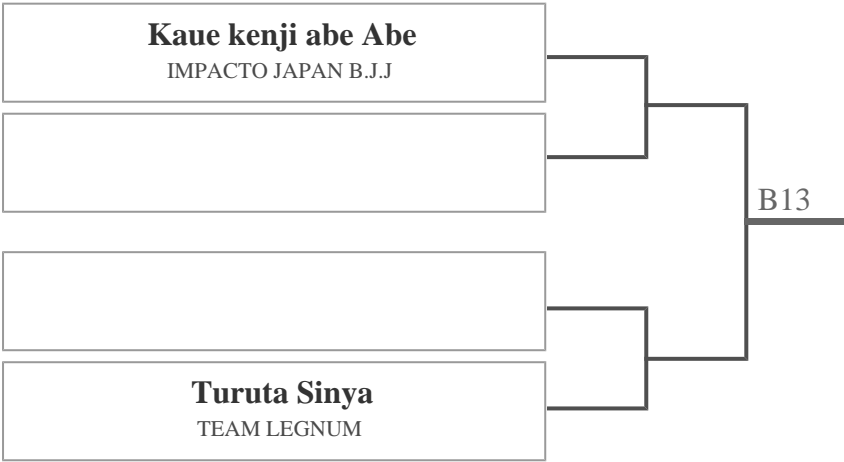 Kaue kenji abe Abe
IMPACTO JAPAN B.J.J
B13
Turuta Sinya
TEAM LEGNUM